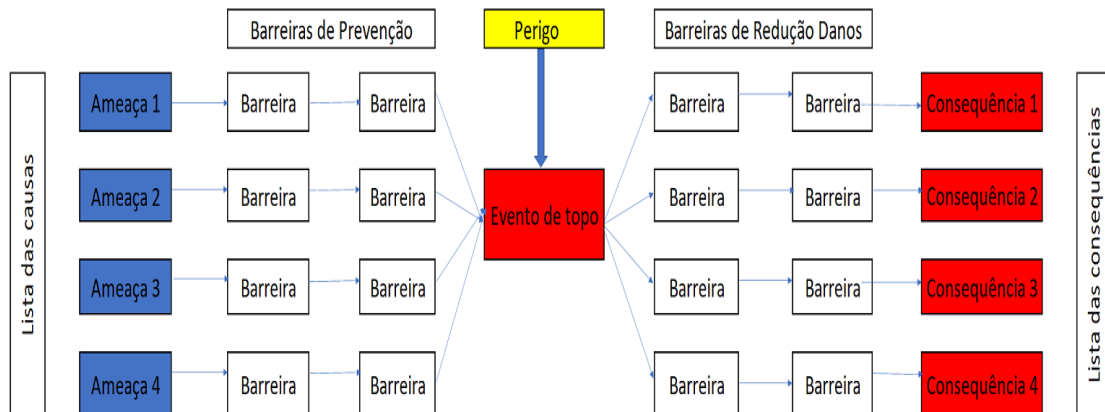 Barreiras de Prevenção
Perigo
Barreiras de Redução Danos
Lista das causas
Ameaça 1
Barreira
Barreira
Barreira
Barreira
Consequência 1
Ameaça 2
Barreira
Barreira
Evento de topo
Barreira
Barreira
Consequência 2
Ameaça 3
Barreira
Barreira
Barreira
Barreira
Consequência 3
Ameaça 4
Barreira
Barreira
Barreira
Barreira
Consequência 4
Lista das consequências